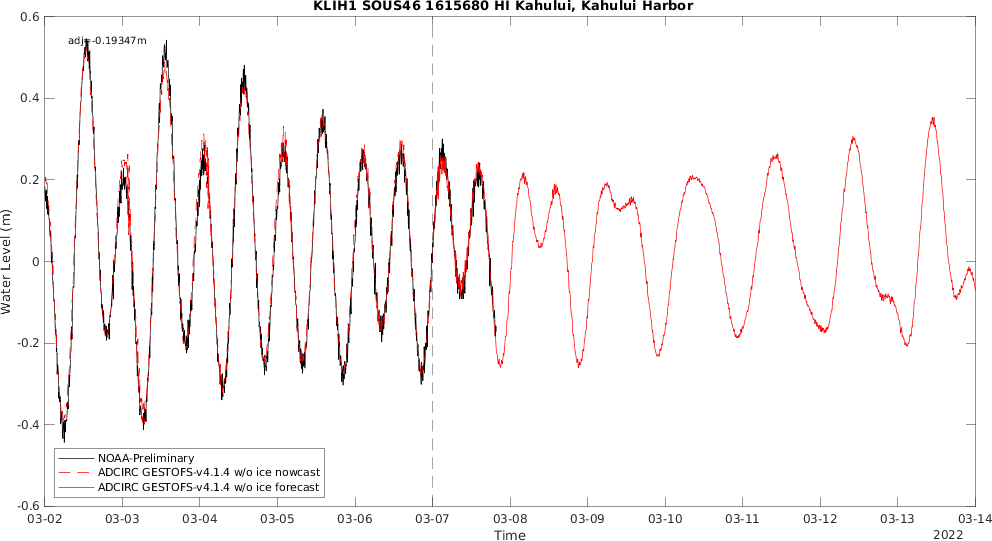 KLIH1 SOUS46 1615680 HI Kahului, Kahului Harbor
0.6
adj=-0.19347m
0.4
0.2
0
-0.2
-0.4
-0.6
Water Level (m)
NOAA-Preliminary
ADCIRC GESTOFS-v4.1.4 w/o ice nowcast
ADCIRC GESTOFS-v4.1.4 w/o ice forecast
03-02 03-03 03-04 03-05 03-06 03-07 03-08 03-09 03-10 03-11 03-12 03-13 03-14
Time
2022